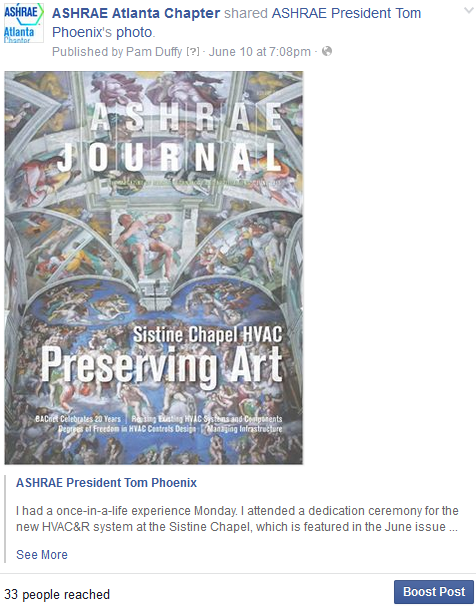 ASHRAE
Atlanta
Chapter
ASHRAE Atlanta Chapter shared ASHRAE President Tom
Phoenix's photo.
Published by Pam Duffy [?] · June 10 at 7:08pm ·
ASHRAE
JOURNAL
Sistine Chapel HVAC
Preserving Art
BACnet Celebrates 20 Years | Reusing Existing HVAC Systems and Components
Degrees of Freedom in HVAC Controls Design | Managing Infrastructure
ASHRAE President Tom Phoenix
I had a once-in-a-life experience Monday. I attended a dedication ceremony for the
new HVAC&R system at the Sistine Chapel, which is featured in the June issue ...
See More
33 people reached
Boost Post